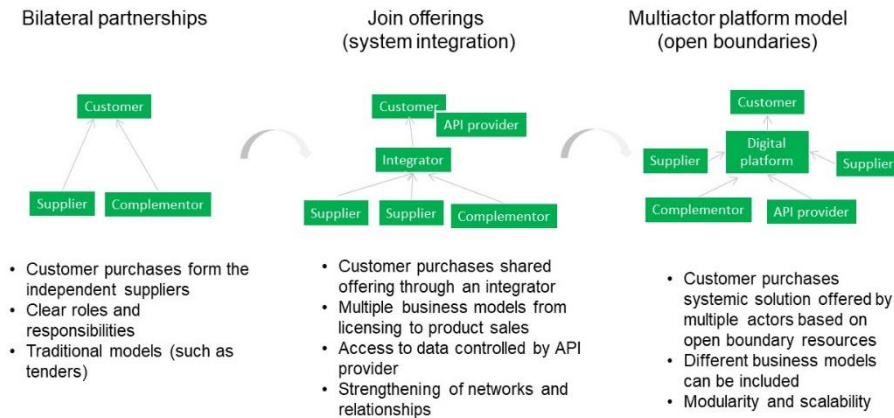 Bilateral partnerships
Customer
Supplier
Complementor
• Customer purchases form the
independent suppliers
• Clear roles and
responsibilities
• Traditional models (such as
tenders)
Join offerings
(system integration)
Customer
API provider
Integrator
Supplier
Supplier
Complementor
• Customer purchases shared
offering through an integrator
• Multiple business models from
licensing to product sales
• Access to data controlled by API
provider
• Strengthening of networks and
relationships
Multiactor platform model
(open boundaries)
Customer
Digital
platform
Supplier
Supplier
Complementor
API provider
• Customer purchases
systemic solution offered by
multiple actors based on
open boundary resources
• Different business models
can be included
• Modularity and scalability